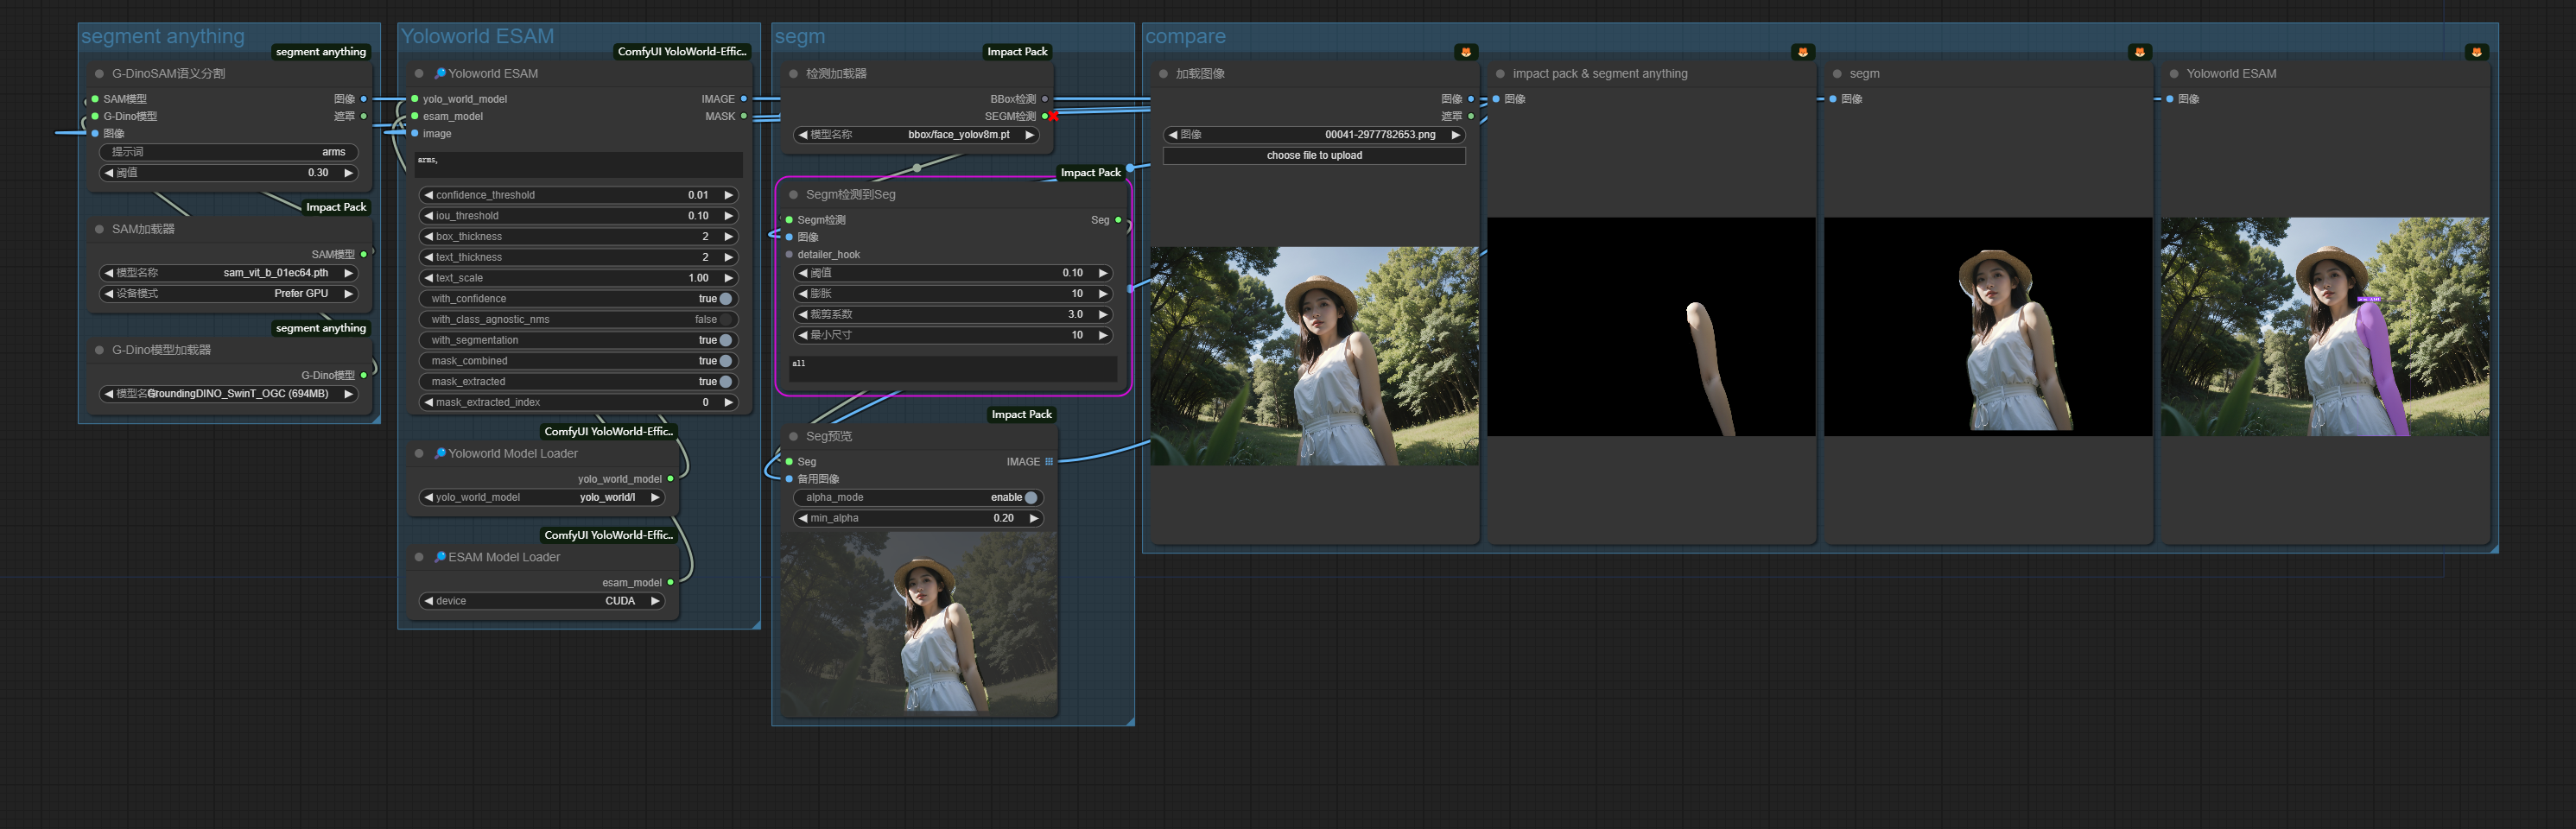 segment anything
segment anything
G-DinoSAM语义分割
SAM模型
图像
G-Dino模型
遮罩
图像
提示词 arms
阈值 0.30
Impact Pack
SAM加载器
SAM模型
模型名称 sam_vit_b_01ec64.pth
设备模式 Prefer GPU
segment anything
G-Dino模型加载器
G-Dino模型
模型名 GroundingDINO_SwinT_OGC (694MB)
Yoloworld ESAM
ComfyUI YoloWorld-Effic..
Yoloworld ESAM
yolo_world_model IMAGE
esam_model MASK
image
arms,
confidence_threshold 0.01
iou_threshold 0.10
box_thickness 2
text_thickness 2
text_scale 1.00
with_confidence true
with_class_agnostic_nms false
with_segmentation true
mask_combined true
mask_extracted true
mask_extracted_index 0
ComfyUI YoloWorld-Effic..
Yoloworld Model Loader
yolo_world_model
yolo_world_model yolo_world/l
ComfyUI YoloWorld-Effic..
ESAM Model Loader
esam_model
device CUDA
segm
Impact Pack
检测加载器
BBox检测
SEGM检测
模型名称 bbox/face_yolov8m.pt
Impact Pack
Segm检测到Seg
Segm检测 Seg
图像
detailer_hook
阈值 0.10
膨胀 10
裁剪系数 3.0
最小尺寸 10
all
Impact Pack
Seg预览
Seg IMAGE
备用图像
alpha_mode enable
min_alpha 0.20
compare
加载图像
图像
遮罩
图像 00041-2977782653.png
choose file to upload
impact pack & segment anything
图像
segm
图像
Yoloworld ESAM
图像